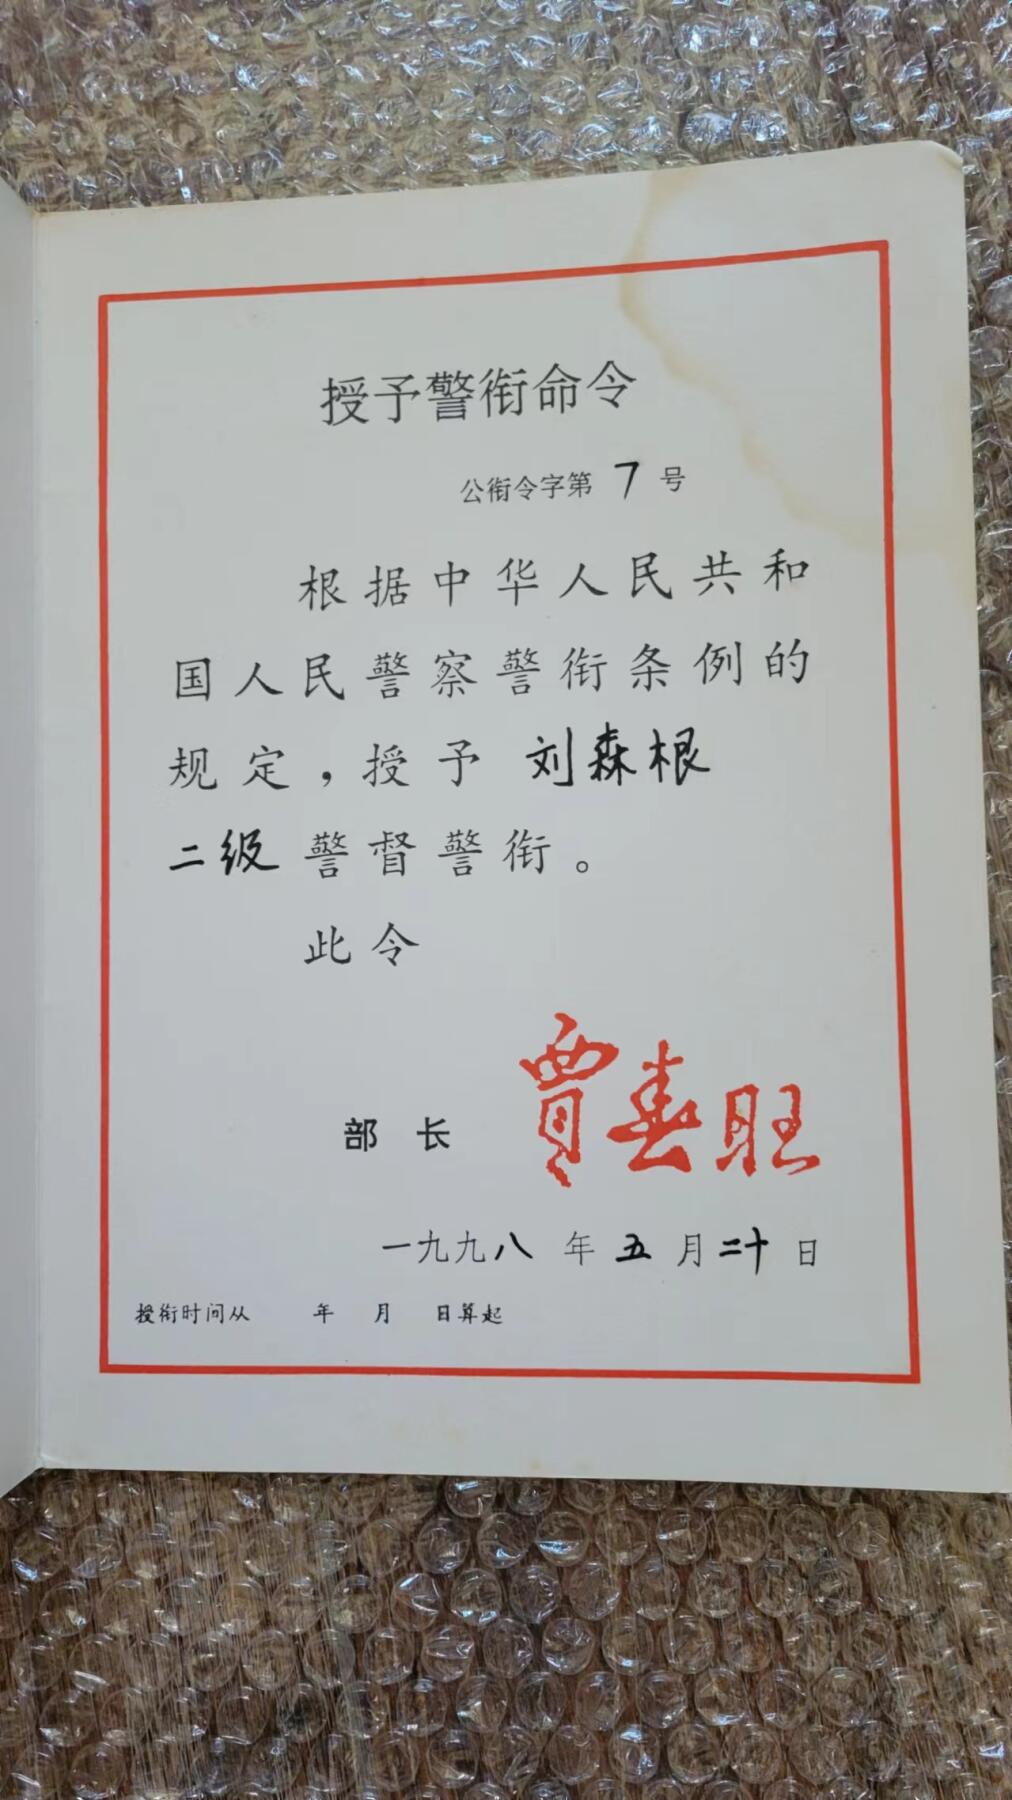 授予警衔命令
公衔令字第 7 号
根据中华人民共和
国人民警察警衔条例的
规定，授予 刘森根
二级 警督警衔。
此令
部 长 贾春旺
一九九八 年 五 月 二十 日
授衔时间从 年 月 日算起